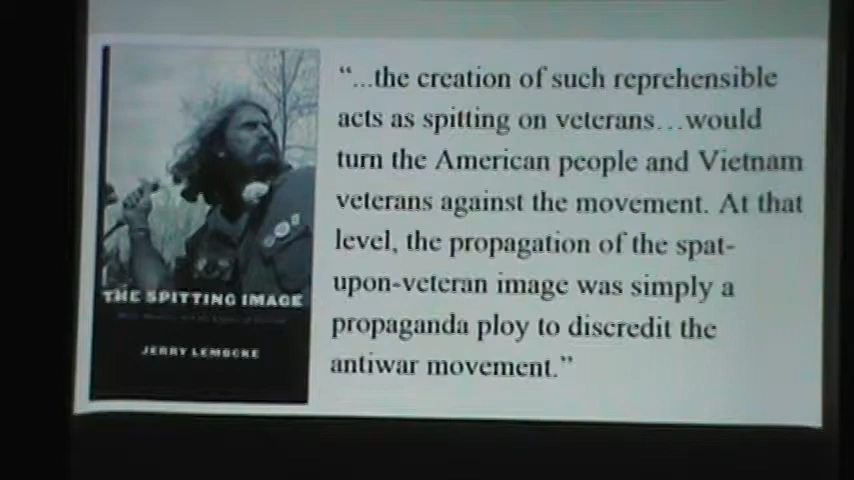 "...the creation of such reprehensible
acts as spitting on veterans...would
turn the American people and Vietnam
veterans against the movement. At that
level, the propagation of the spat-
upon-veteran image was simply a
propaganda ploy to discredit the
antiwar movement."
THE SPITTING IMAGE
JERRY LEMBCKE